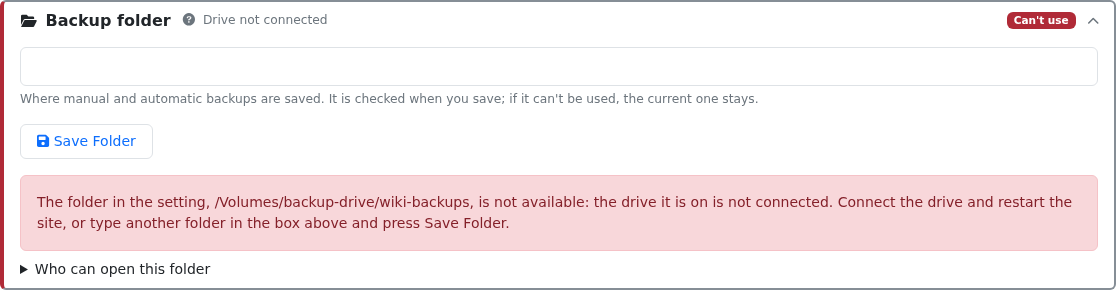 Backup folder Drive not connected Can't use
Where manual and automatic backups are saved. It is checked when you save; if it can't be used, the current one stays.
Save Folder
The folder in the setting, /Volumes/backup-drive/wiki-backups, is not available: the drive it is on is not connected. Connect the drive and restart the
site, or type another folder in the box above and press Save Folder.
Who can open this folder